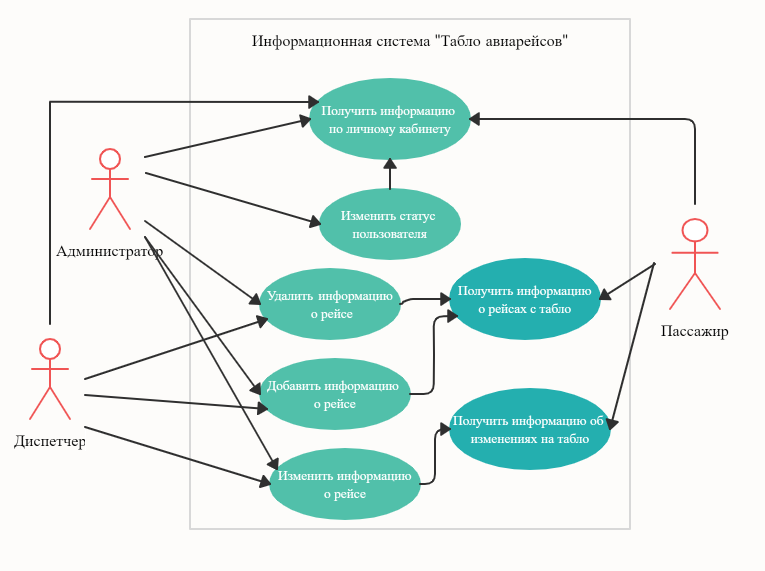 Информационная система "Табло авиарейсов"
Получить информацию
по личному кабинету
Изменить статус
пользователя
Администратор
Удалить информацию
о рейсе
Получить информацию
о рейсах с табло
Пассажир
Добавить информацию
о рейсе
Диспетчер
Получить информацию об
изменениях на табло
Изменить информацию
о рейсе